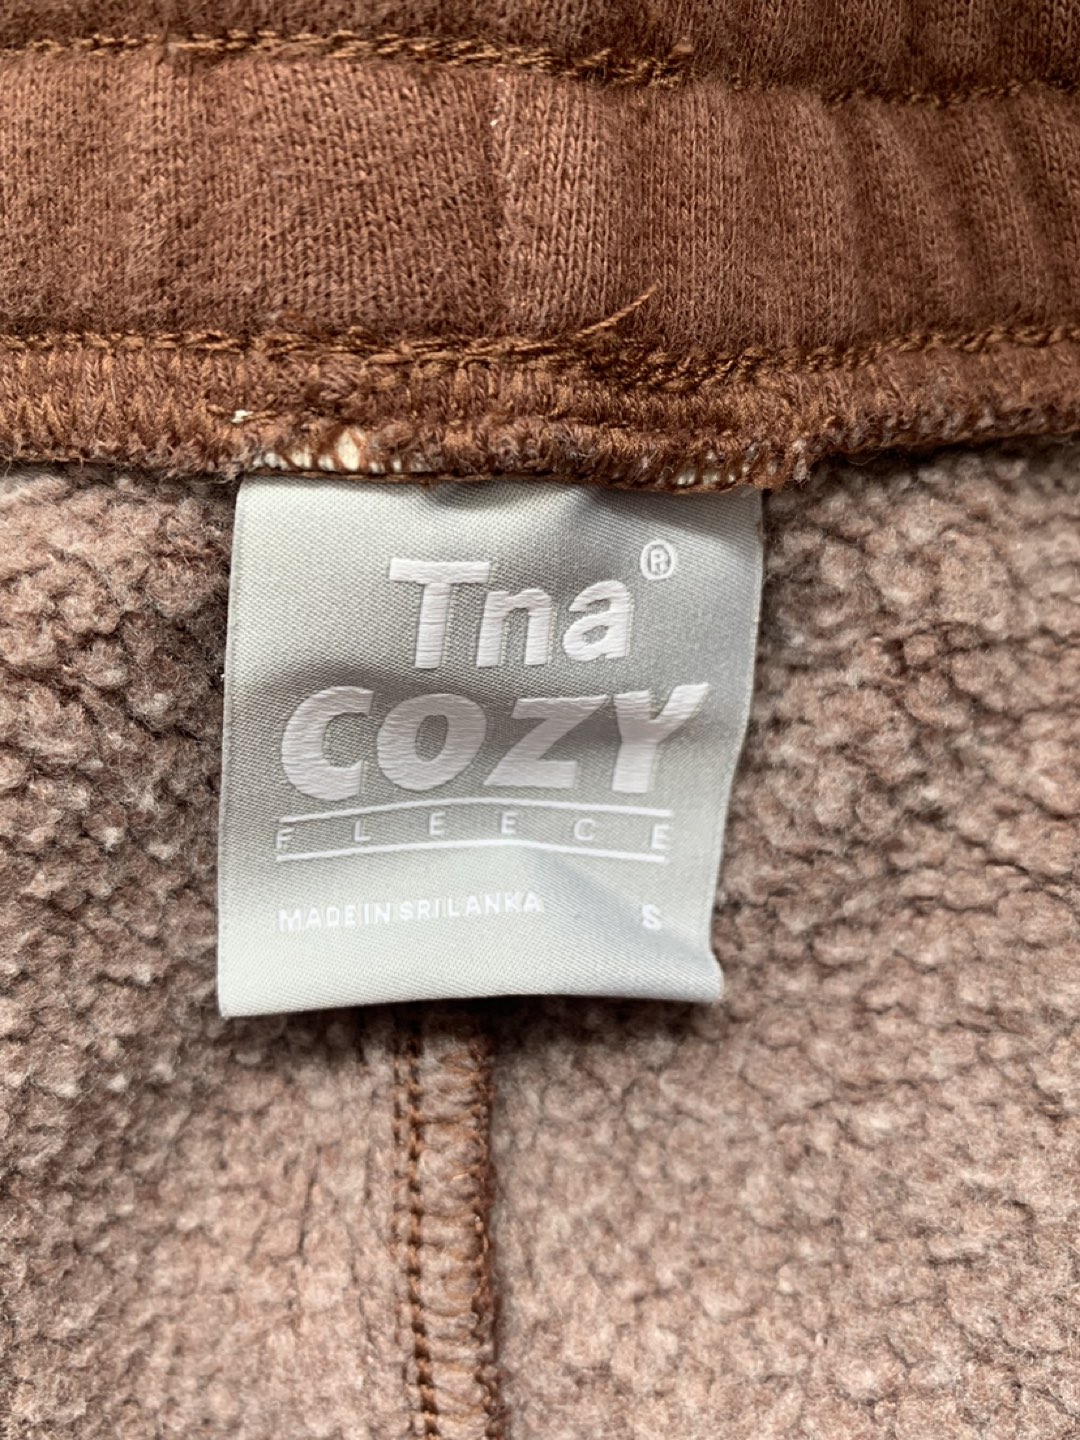 Tna®
COZY
FLEECE
MADE IN SRI LANKA S